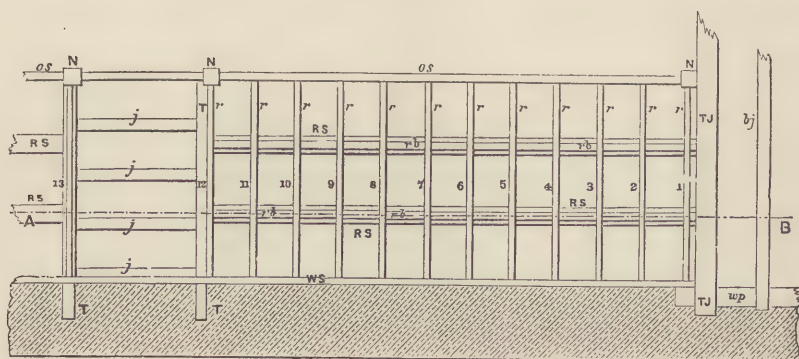 N N N
os os
T r r r r r r r r r r r
TJ bj
j RS
RS rb rb
j
13 12 11 10 9 8 7 6 5 4 3 2 1
RS RS
A rb rb B
j RS
j
WS
T T TJ wp